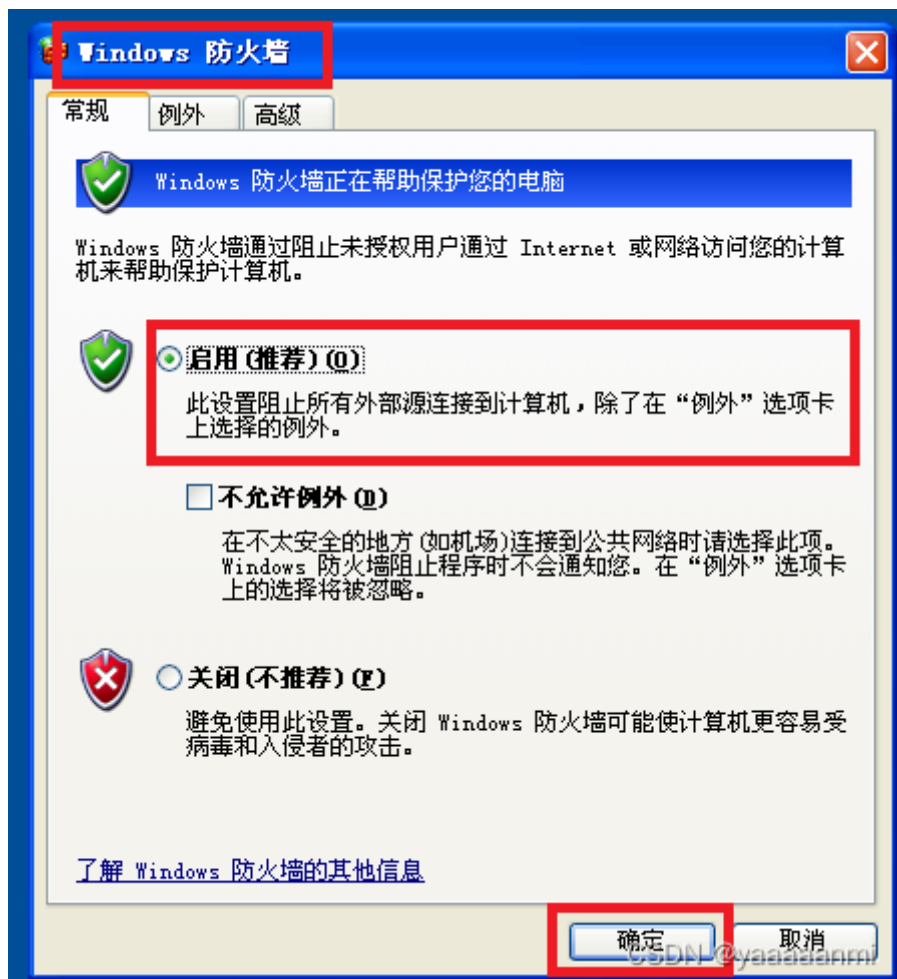 Windows 防火墙
常规 例外 高级
Windows 防火墙正在帮助保护您的电脑
Windows 防火墙通过阻止未授权用户通过 Internet 或网络访问您的计算
机来帮助保护计算机。
启用(推荐)(O)
此设置阻止所有外部源连接到计算机，除了在“例外”选项卡
上选择的例外。
不允许例外(D)
在不太安全的地方(如机场)连接到公共网络时请选择此项。
Windows 防火墙阻止程序时不会通知您。在“例外”选项卡
上的选择将被忽略。
关闭(不推荐)(F)
避免使用此设置。关闭 Windows 防火墙可能使计算机更容易受
病毒和入侵者的攻击。
了解 Windows 防火墙的其他信息
确定 取消
CSDN @yaaaaanmi